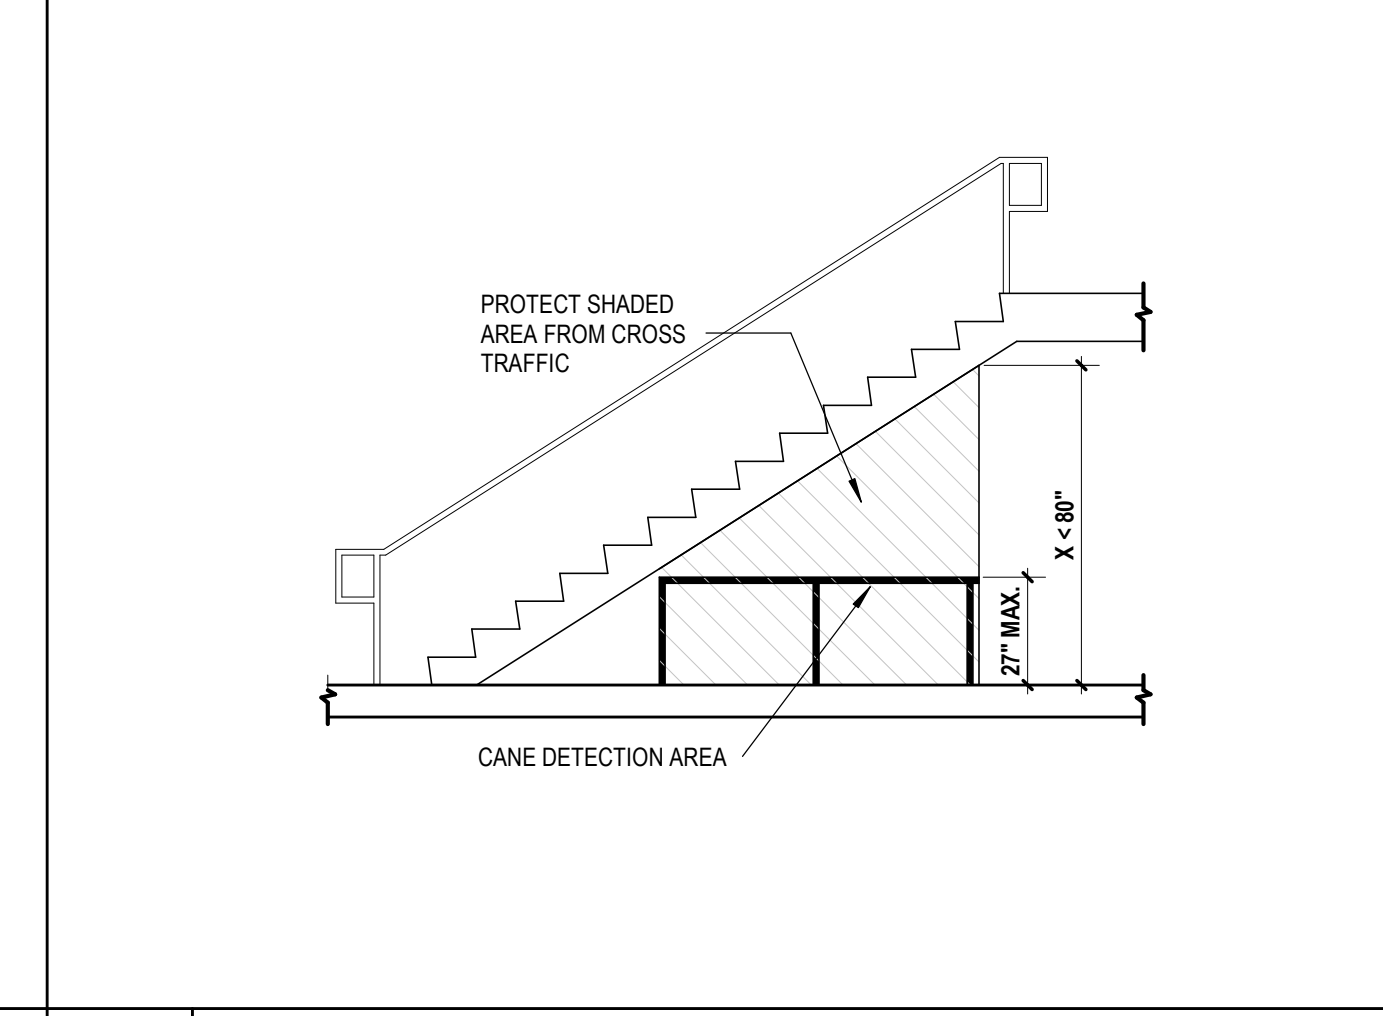 PROTECT SHADED
AREA FROM CROSS
TRAFFIC
X < 80"
27" MAX.
CANE DETECTION AREA